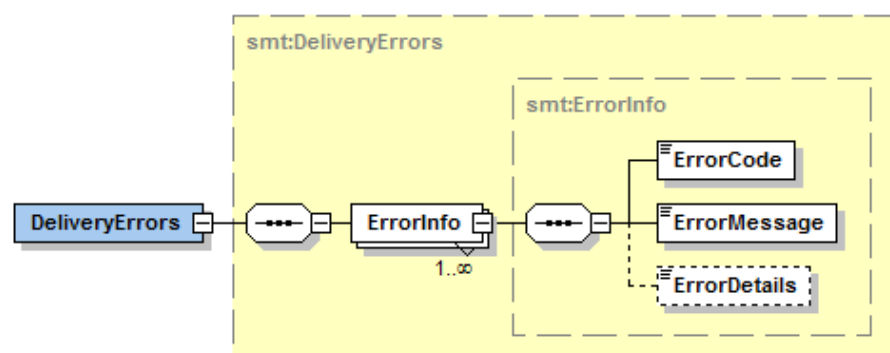 smt:DeliveryErrors
smt:ErrorInfo
ErrorCode
DeliveryErrors
ErrorInfo
ErrorMessage
1..∞
ErrorDetails